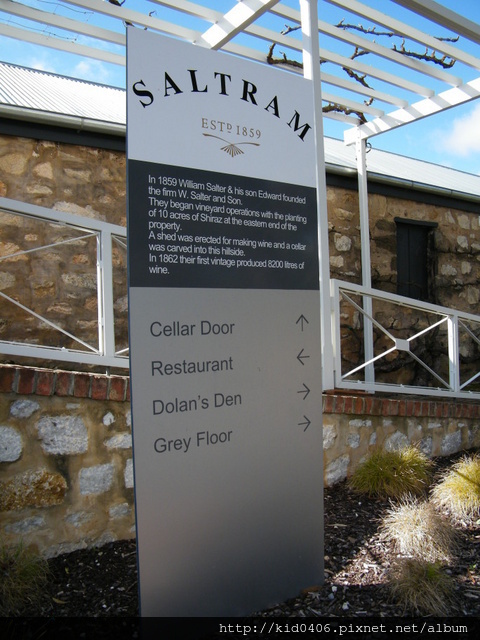 SALTRAM
ESTD 1859
In 1859 William Salter & his son Edward founded
the firm W. Salter and Son.
They began vineyard operations with the planting
of 10 acres of Shiraz at the eastern end of the
property.
A shed was erected for making wine and a cellar
was carved into this hillside.
In 1862 their first vintage produced 8200 litres of
wine.
Cellar Door ↑
Restaurant ←
Dolan's Den →
Grey Floor →
http://kid0406.pixnet.net/album